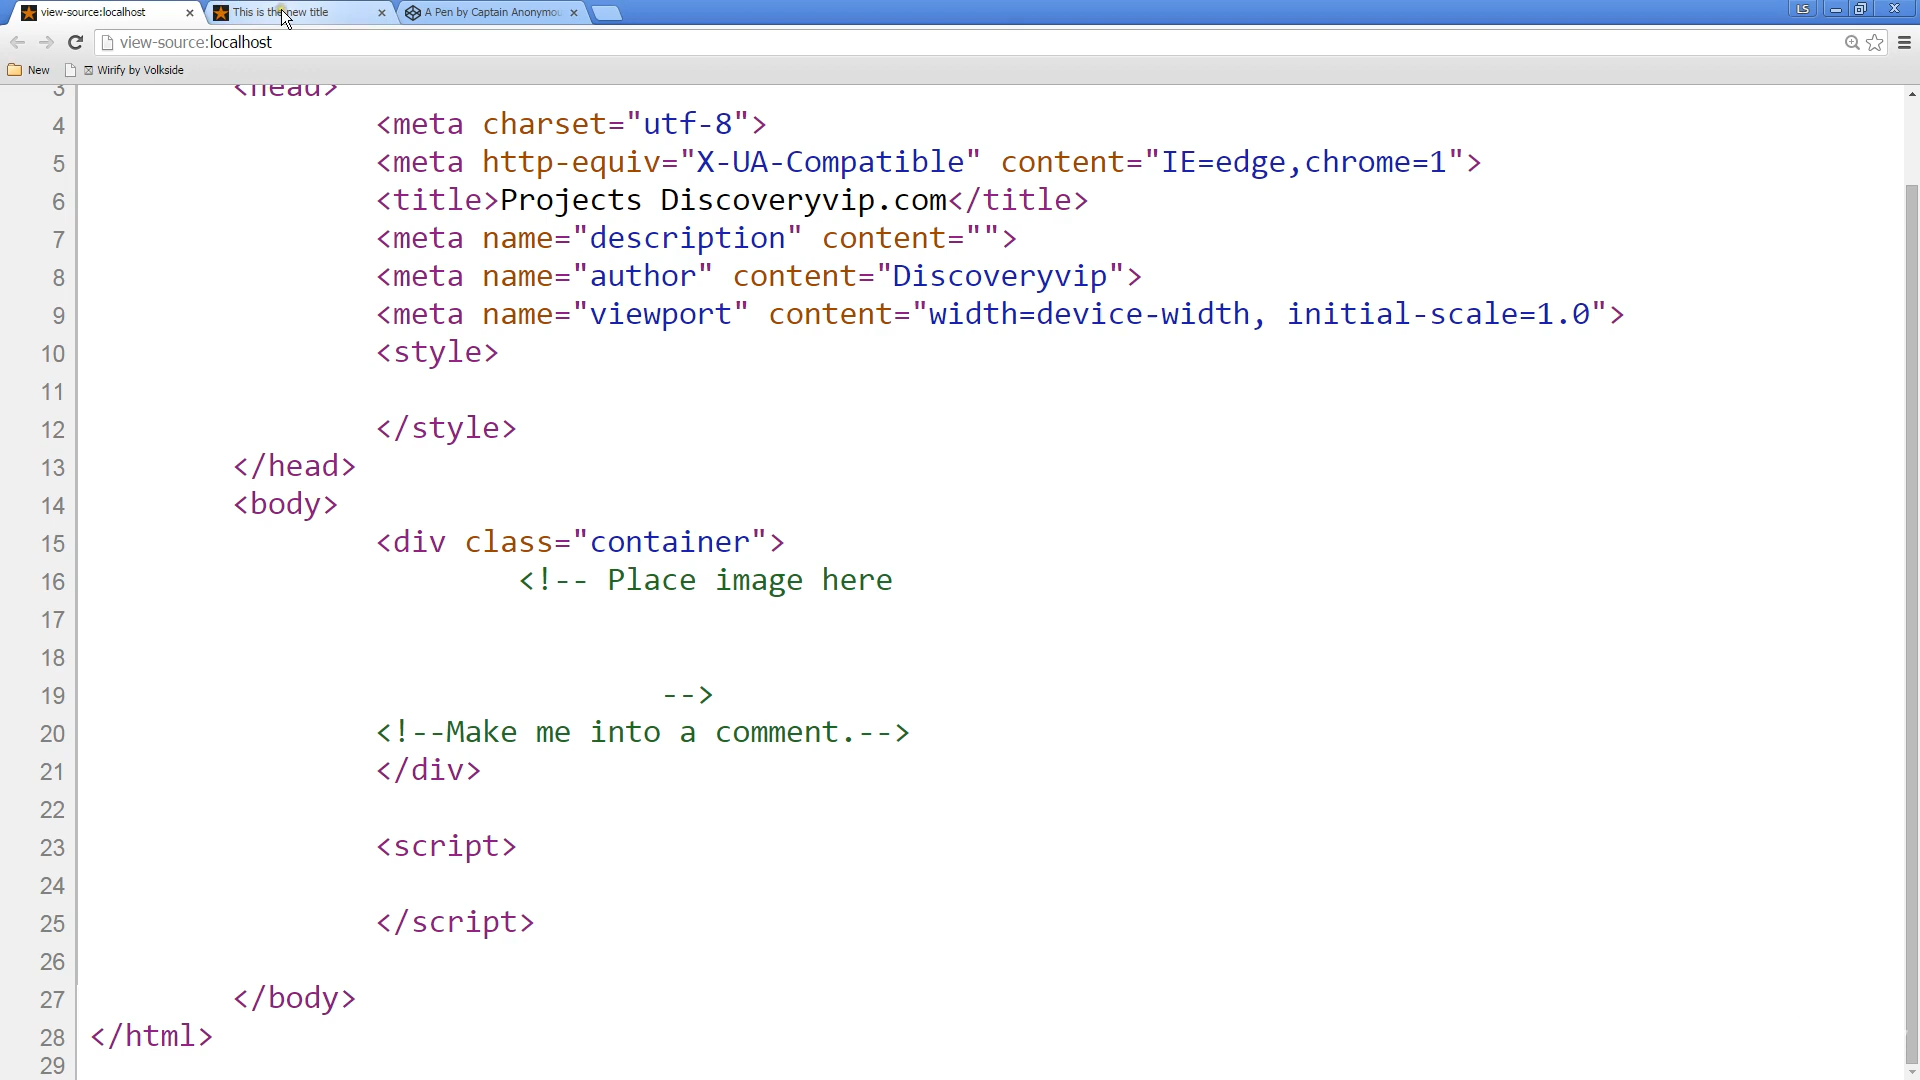 view-source:localhost
This is the new title
A Pen by Captain Anonymou
LS
view-source:localhost
New
Wirify by Volkside
3 <head>
4 <meta charset="utf-8">
5 <meta http-equiv="X-UA-Compatible" content="IE=edge,chrome=1">
6 <title>Projects Discoveryvip.com</title>
7 <meta name="description" content="">
8 <meta name="author" content="Discoveryvip">
9 <meta name="viewport" content="width=device-width, initial-scale=1.0">
10 <style>
11
12 </style>
13 </head>
14 <body>
15 <div class="container">
16 <!-- Place image here
17
18
19 -->
20 <!--Make me into a comment.-->
21 </div>
22
23 <script>
24
25 </script>
26
27 </body>
28 </html>
29